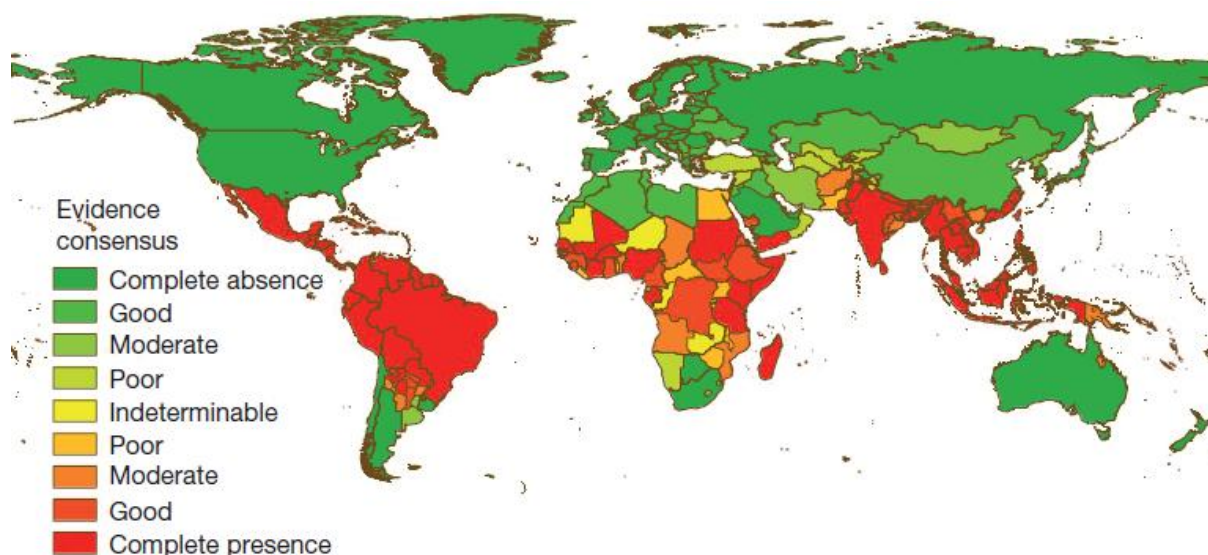 Evidence
consensus
Complete absence
Good
Moderate
Poor
Indeterminable
Poor
Moderate
Good
Complete presence